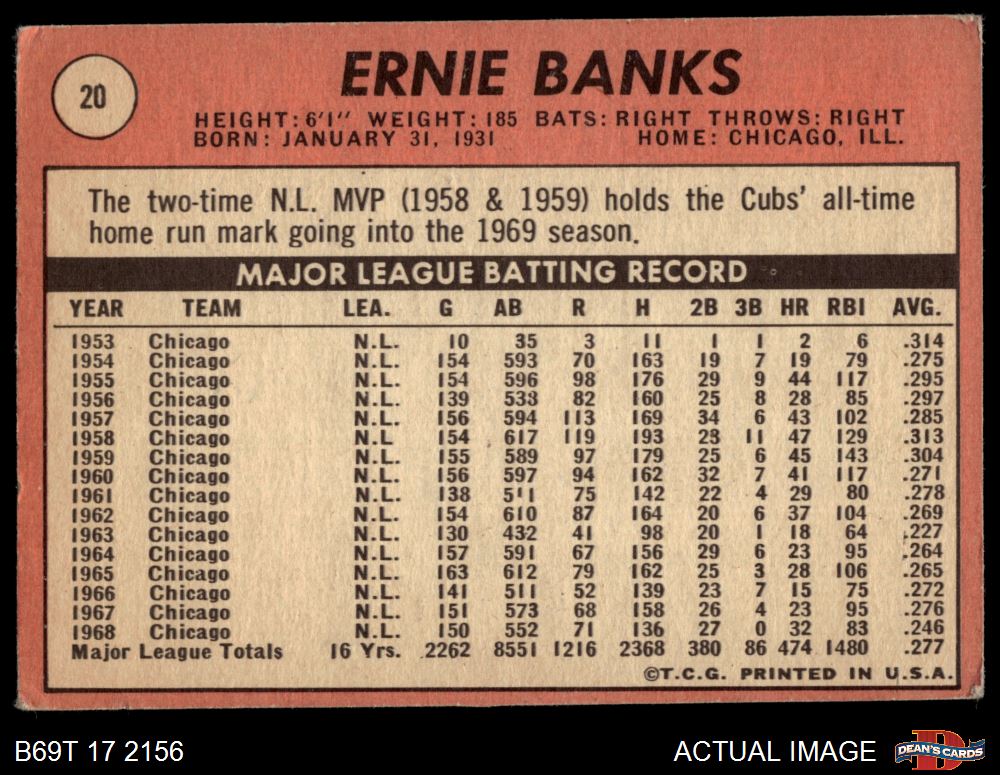 20
ERNIE BANKS
HEIGHT: 6'1" WEIGHT: 185 BATS: RIGHT THROWS: RIGHT
BORN: JANUARY 31, 1931 HOME: CHICAGO, ILL.
The two-time N.L. MVP (1958 & 1959) holds the Cubs' all-time
home run mark going into the 1969 season.
MAJOR LEAGUE BATTING RECORD
YEAR TEAM LEA. G AB R H 2B 3B HR RBI AVG.
1953 Chicago N.L. 10 35 3 11 1 1 2 6 .314
1954 Chicago N.L. 154 593 70 163 19 7 19 79 .275
1955 Chicago N.L. 154 596 98 176 29 9 44 117 .295
1956 Chicago N.L. 139 538 82 160 25 8 28 85 .297
1957 Chicago N.L. 156 594 113 169 34 6 43 102 .285
1958 Chicago N.L 154 617 119 193 23 11 47 129 .313
1959 Chicago N.L. 155 589 97 179 25 6 45 143 .304
1960 Chicago N.L. 156 597 94 162 32 7 41 117 .271
1961 Chicago N.L. 138 511 75 142 22 4 29 80 .278
1962 Chicago N.L. 154 610 87 164 20 6 37 104 .269
1963 Chicago N.L. 130 432 41 98 20 1 18 64 .227
1964 Chicago N.L. 157 591 67 156 29 6 23 95 .264
1965 Chicago N.L. 163 612 79 162 25 3 28 106 .265
1966 Chicago N.L. 141 511 52 139 23 7 15 75 .272
1967 Chicago N.L. 151 573 68 158 26 4 23 95 .276
1968 Chicago N.L. 150 552 71 136 27 0 32 83 .246
Major League Totals 16 Yrs. 2262 8551 1216 2368 380 86 474 1480 .277
©T.C.G. PRINTED IN U.S.A.
B69T 17 2156 ACTUAL IMAGE DEAN'S CARDS